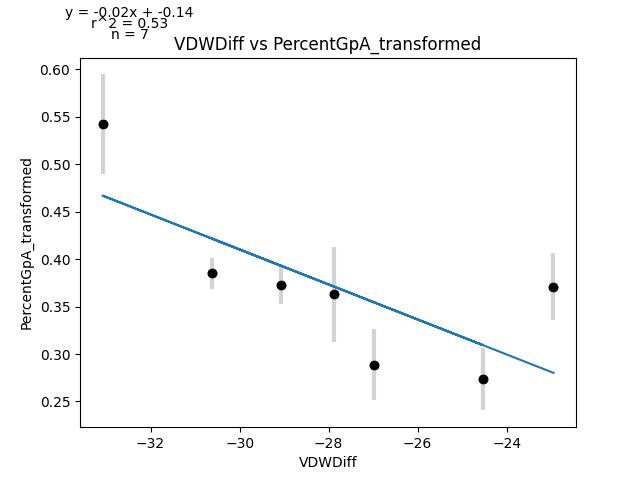 y = -0.02x + -0.14
r^2 = 0.53
n = 7
VDWDiff vs PercentGpA_transformed
0.60
0.55
0.50
0.45
0.40
0.35
0.30
0.25
PercentGpA_transformed
−32
−30
−28
−26
−24
VDWDiff